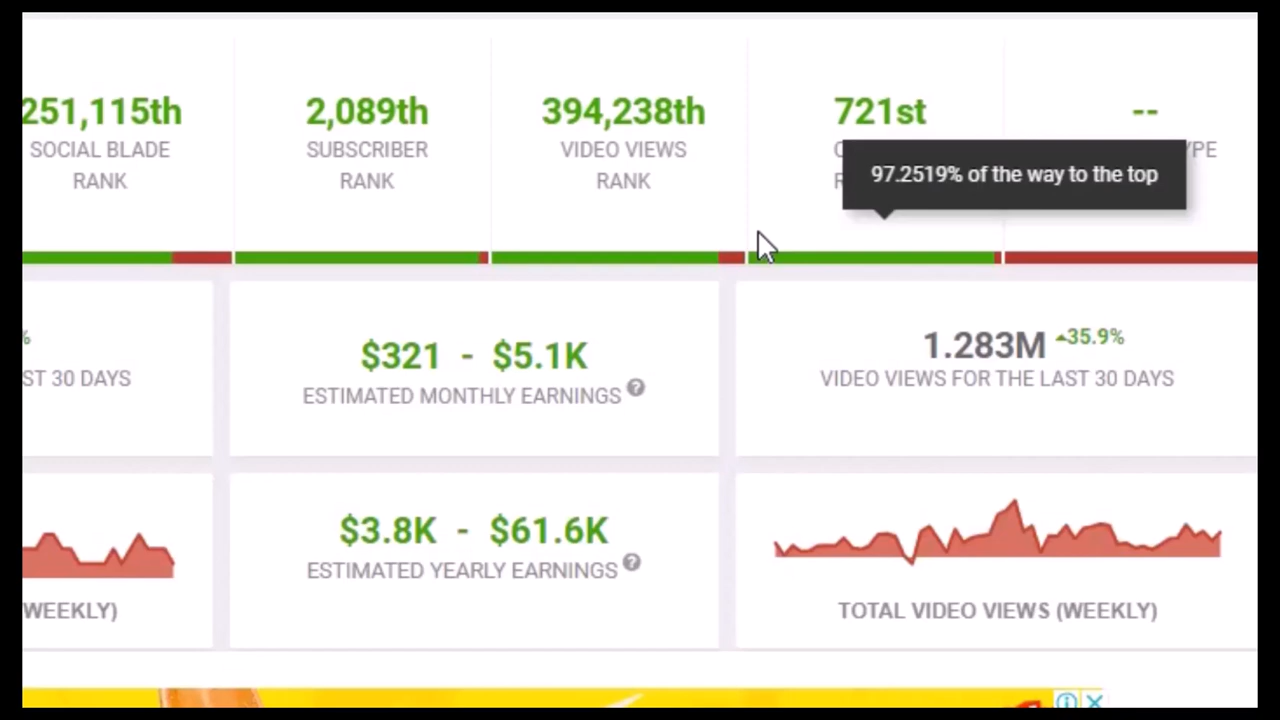 251,115th
SOCIAL BLADE
RANK
2,089th
SUBSCRIBER
RANK
394,238th
VIDEO VIEWS
RANK
721st
97.2519% of the way to the top
--
YPE
%
ST 30 DAYS
$321 - $5.1K
ESTIMATED MONTHLY EARNINGS ?
1.283M 35.9%
VIDEO VIEWS FOR THE LAST 30 DAYS
WEEKLY)
$3.8K - $61.6K
ESTIMATED YEARLY EARNINGS ?
TOTAL VIDEO VIEWS (WEEKLY)